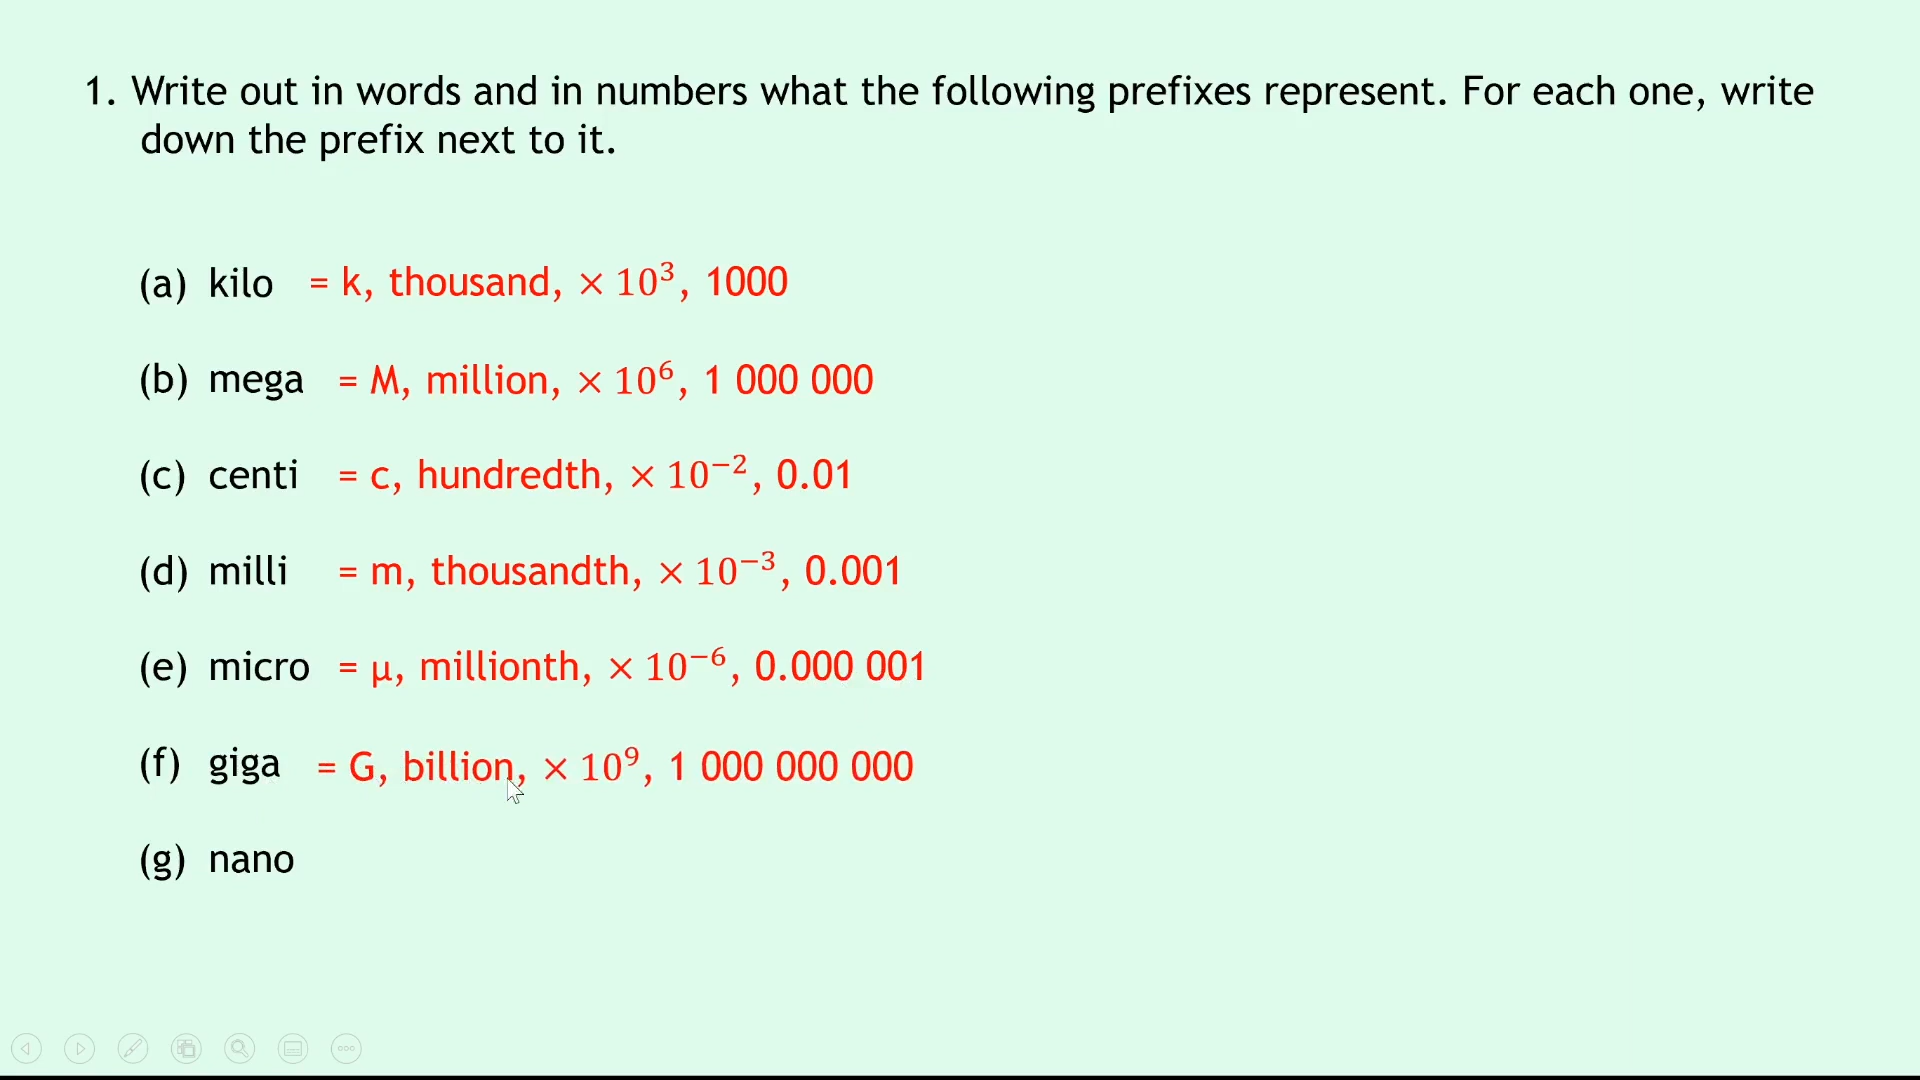 1. Write out in words and in numbers what the following prefixes represent. For each one, write
down the prefix next to it.
(a) kilo = k, thousand, × 10³, 1000
(b) mega = M, million, × 10⁶, 1 000 000
(c) centi = c, hundredth, × 10⁻², 0.01
(d) milli = m, thousandth, × 10⁻³, 0.001
(e) micro = μ, millionth, × 10⁻⁶, 0.000 001
(f) giga = G, billion, × 10⁹, 1 000 000 000
(g) nano